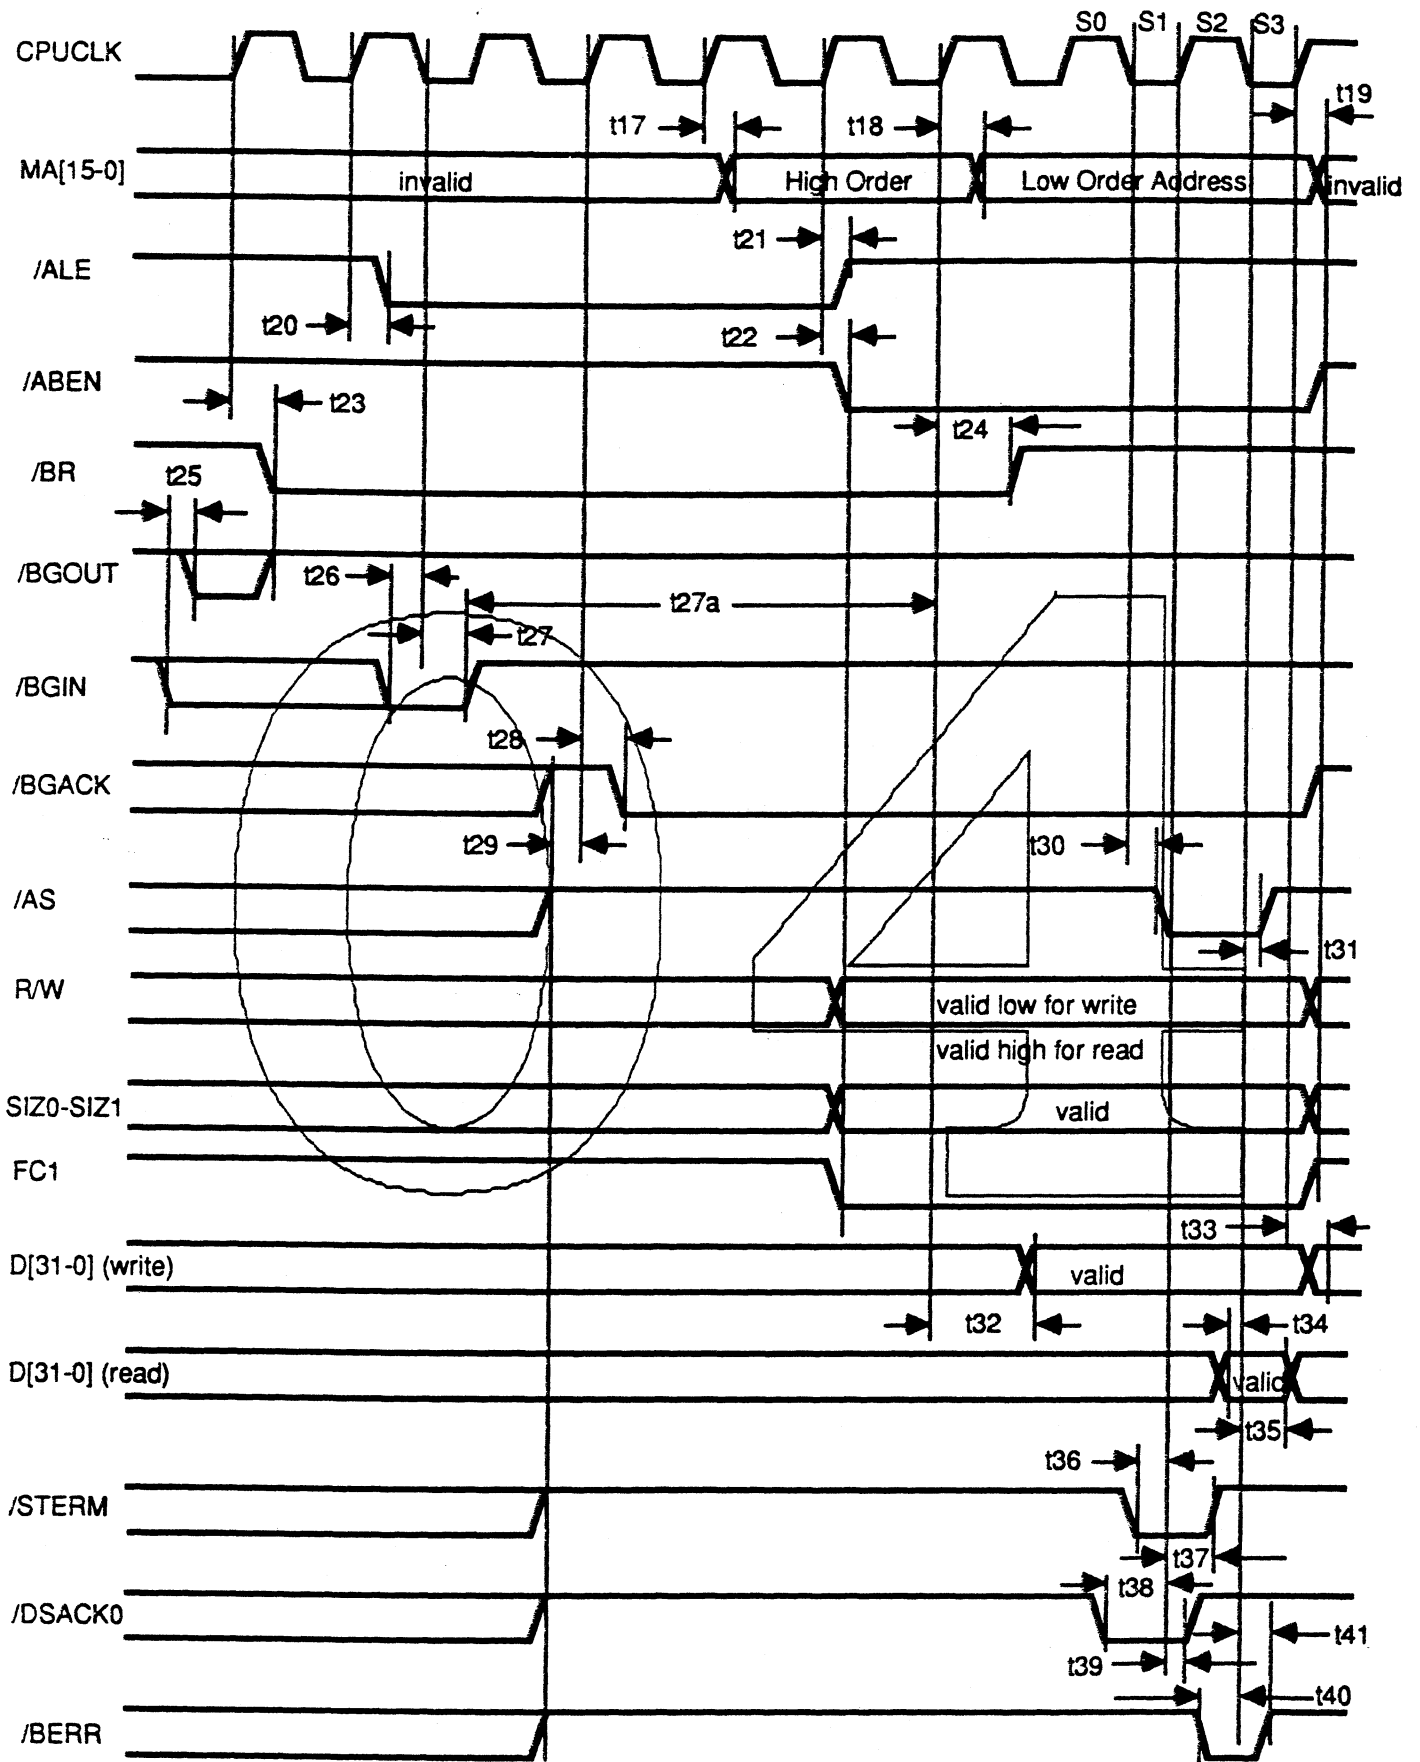 S0 S1 S2 S3
CPUCLK
t19
t17 t18
MA[15-0] invalid High Order Low Order Address invalid
t21
/ALE
t20 t22
/ABEN
t23 t24
/BR t25
/BGOUT t26
t27a
t27
/BGIN
t28
/BGACK
t29 t30
/AS
t31
R/W valid low for write
valid high for read
SIZ0-SIZ1 valid
FC1
t33
D[31-0] (write) valid
t32 t34
D[31-0] (read) valid
t35
t36
/STERM
t37
t38
/DSACK0
t41
t39
t40
/BERR